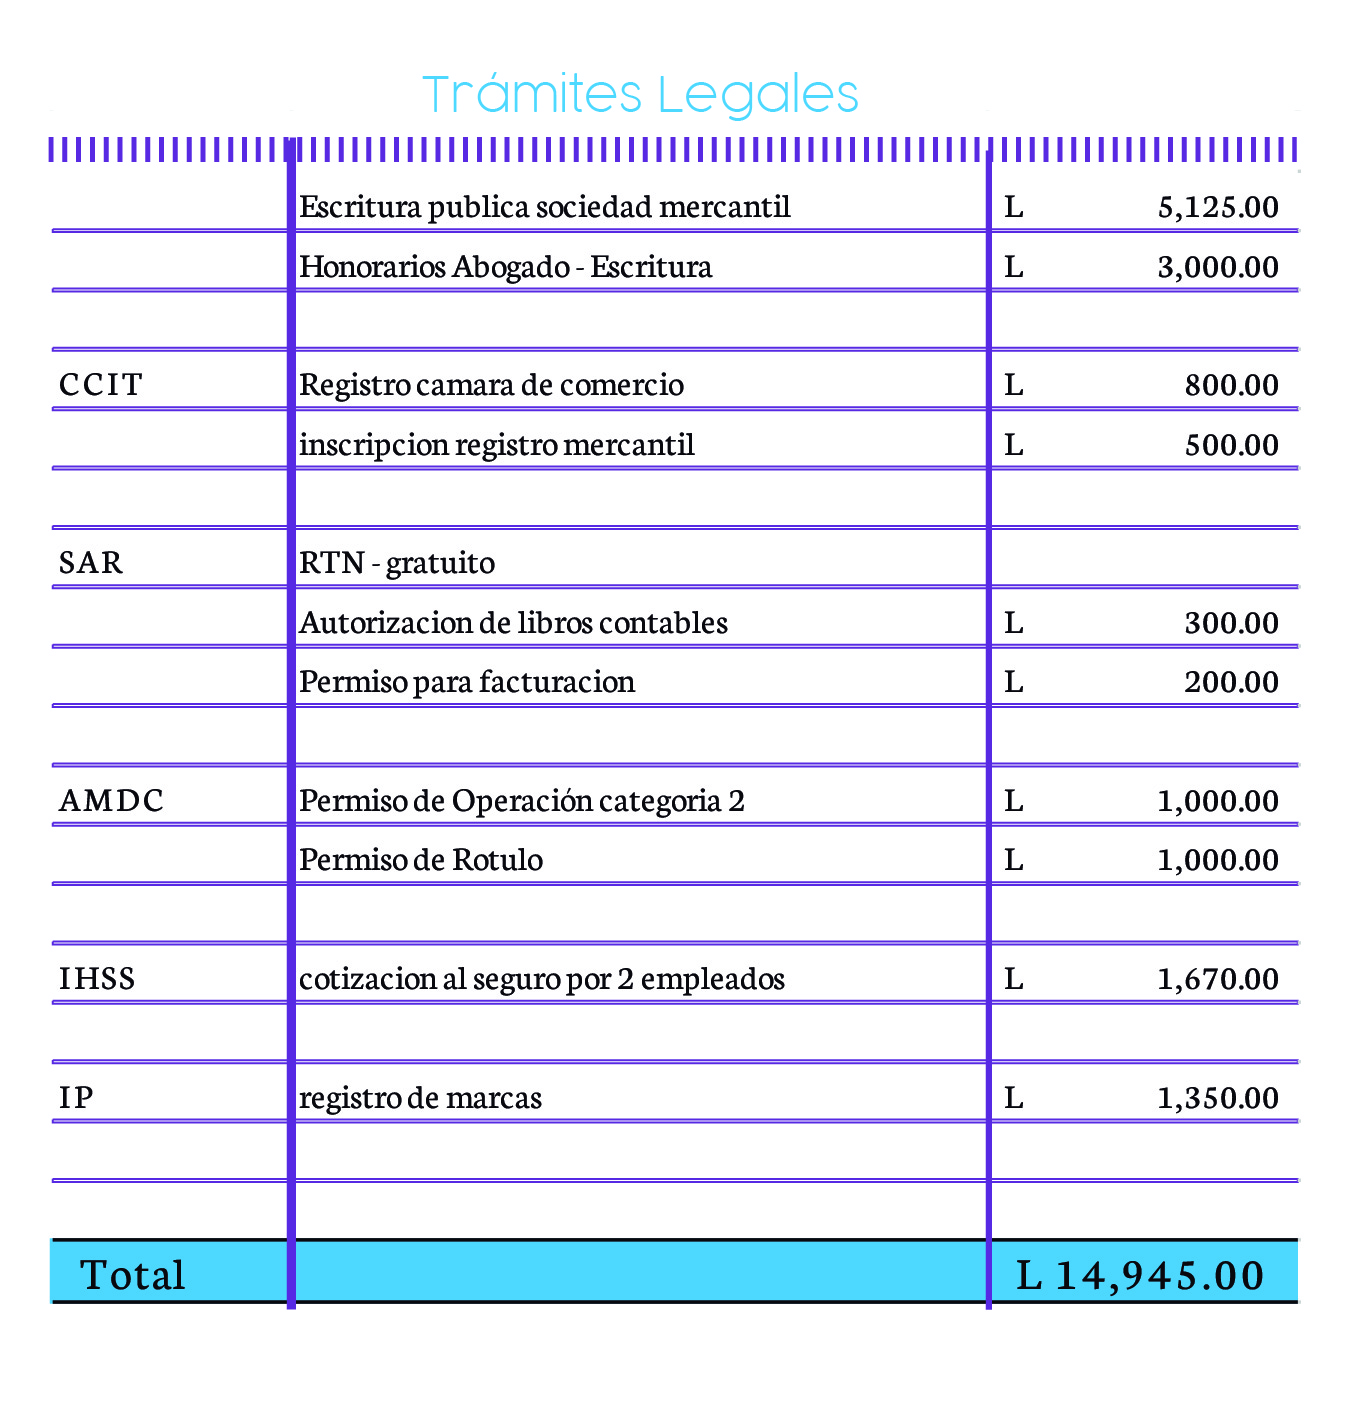 Trámites Legales
Escritura publica sociedad mercantil L 5,125.00
Honorarios Abogado - Escritura L 3,000.00
CCIT Registro camara de comercio L 800.00
inscripcion registro mercantil L 500.00
SAR RTN - gratuito
Autorizacion de libros contables L 300.00
Permiso para facturacion L 200.00
AMDC Permiso de Operación categoria 2 L 1,000.00
Permiso de Rotulo L 1,000.00
IHSS cotizacion al seguro por 2 empleados L 1,670.00
IP registro de marcas L 1,350.00
Total L 14,945.00